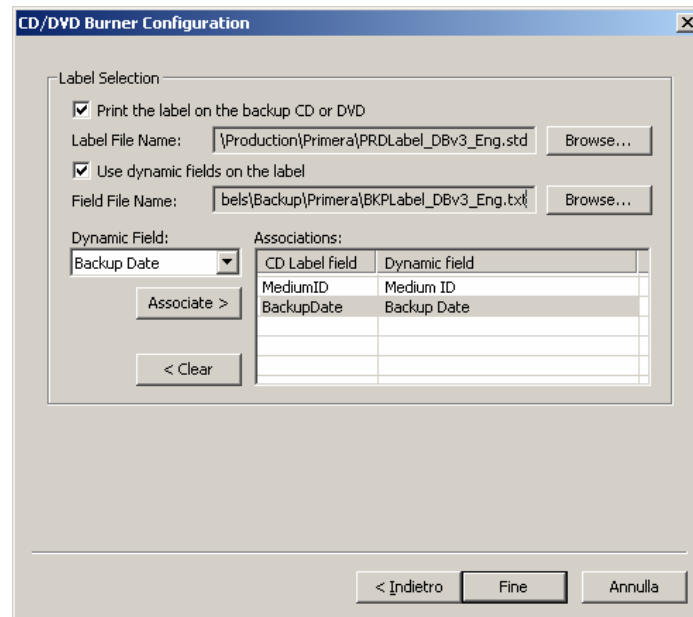 CD/DVD Burner Configuration
Label Selection
Print the label on the backup CD or DVD
Label File Name: \Production\Primera\PRDLabel_DBv3_Eng.std Browse...
Use dynamic fields on the label
Field File Name: bels\Backup\Primera\BKPLabel_DBv3_Eng.txt Browse...
Dynamic Field: Associations:
Backup Date CD Label field Dynamic field
MediumID Medium ID
Associate > BackupDate Backup Date
< Clear
< Indietro Fine Annulla